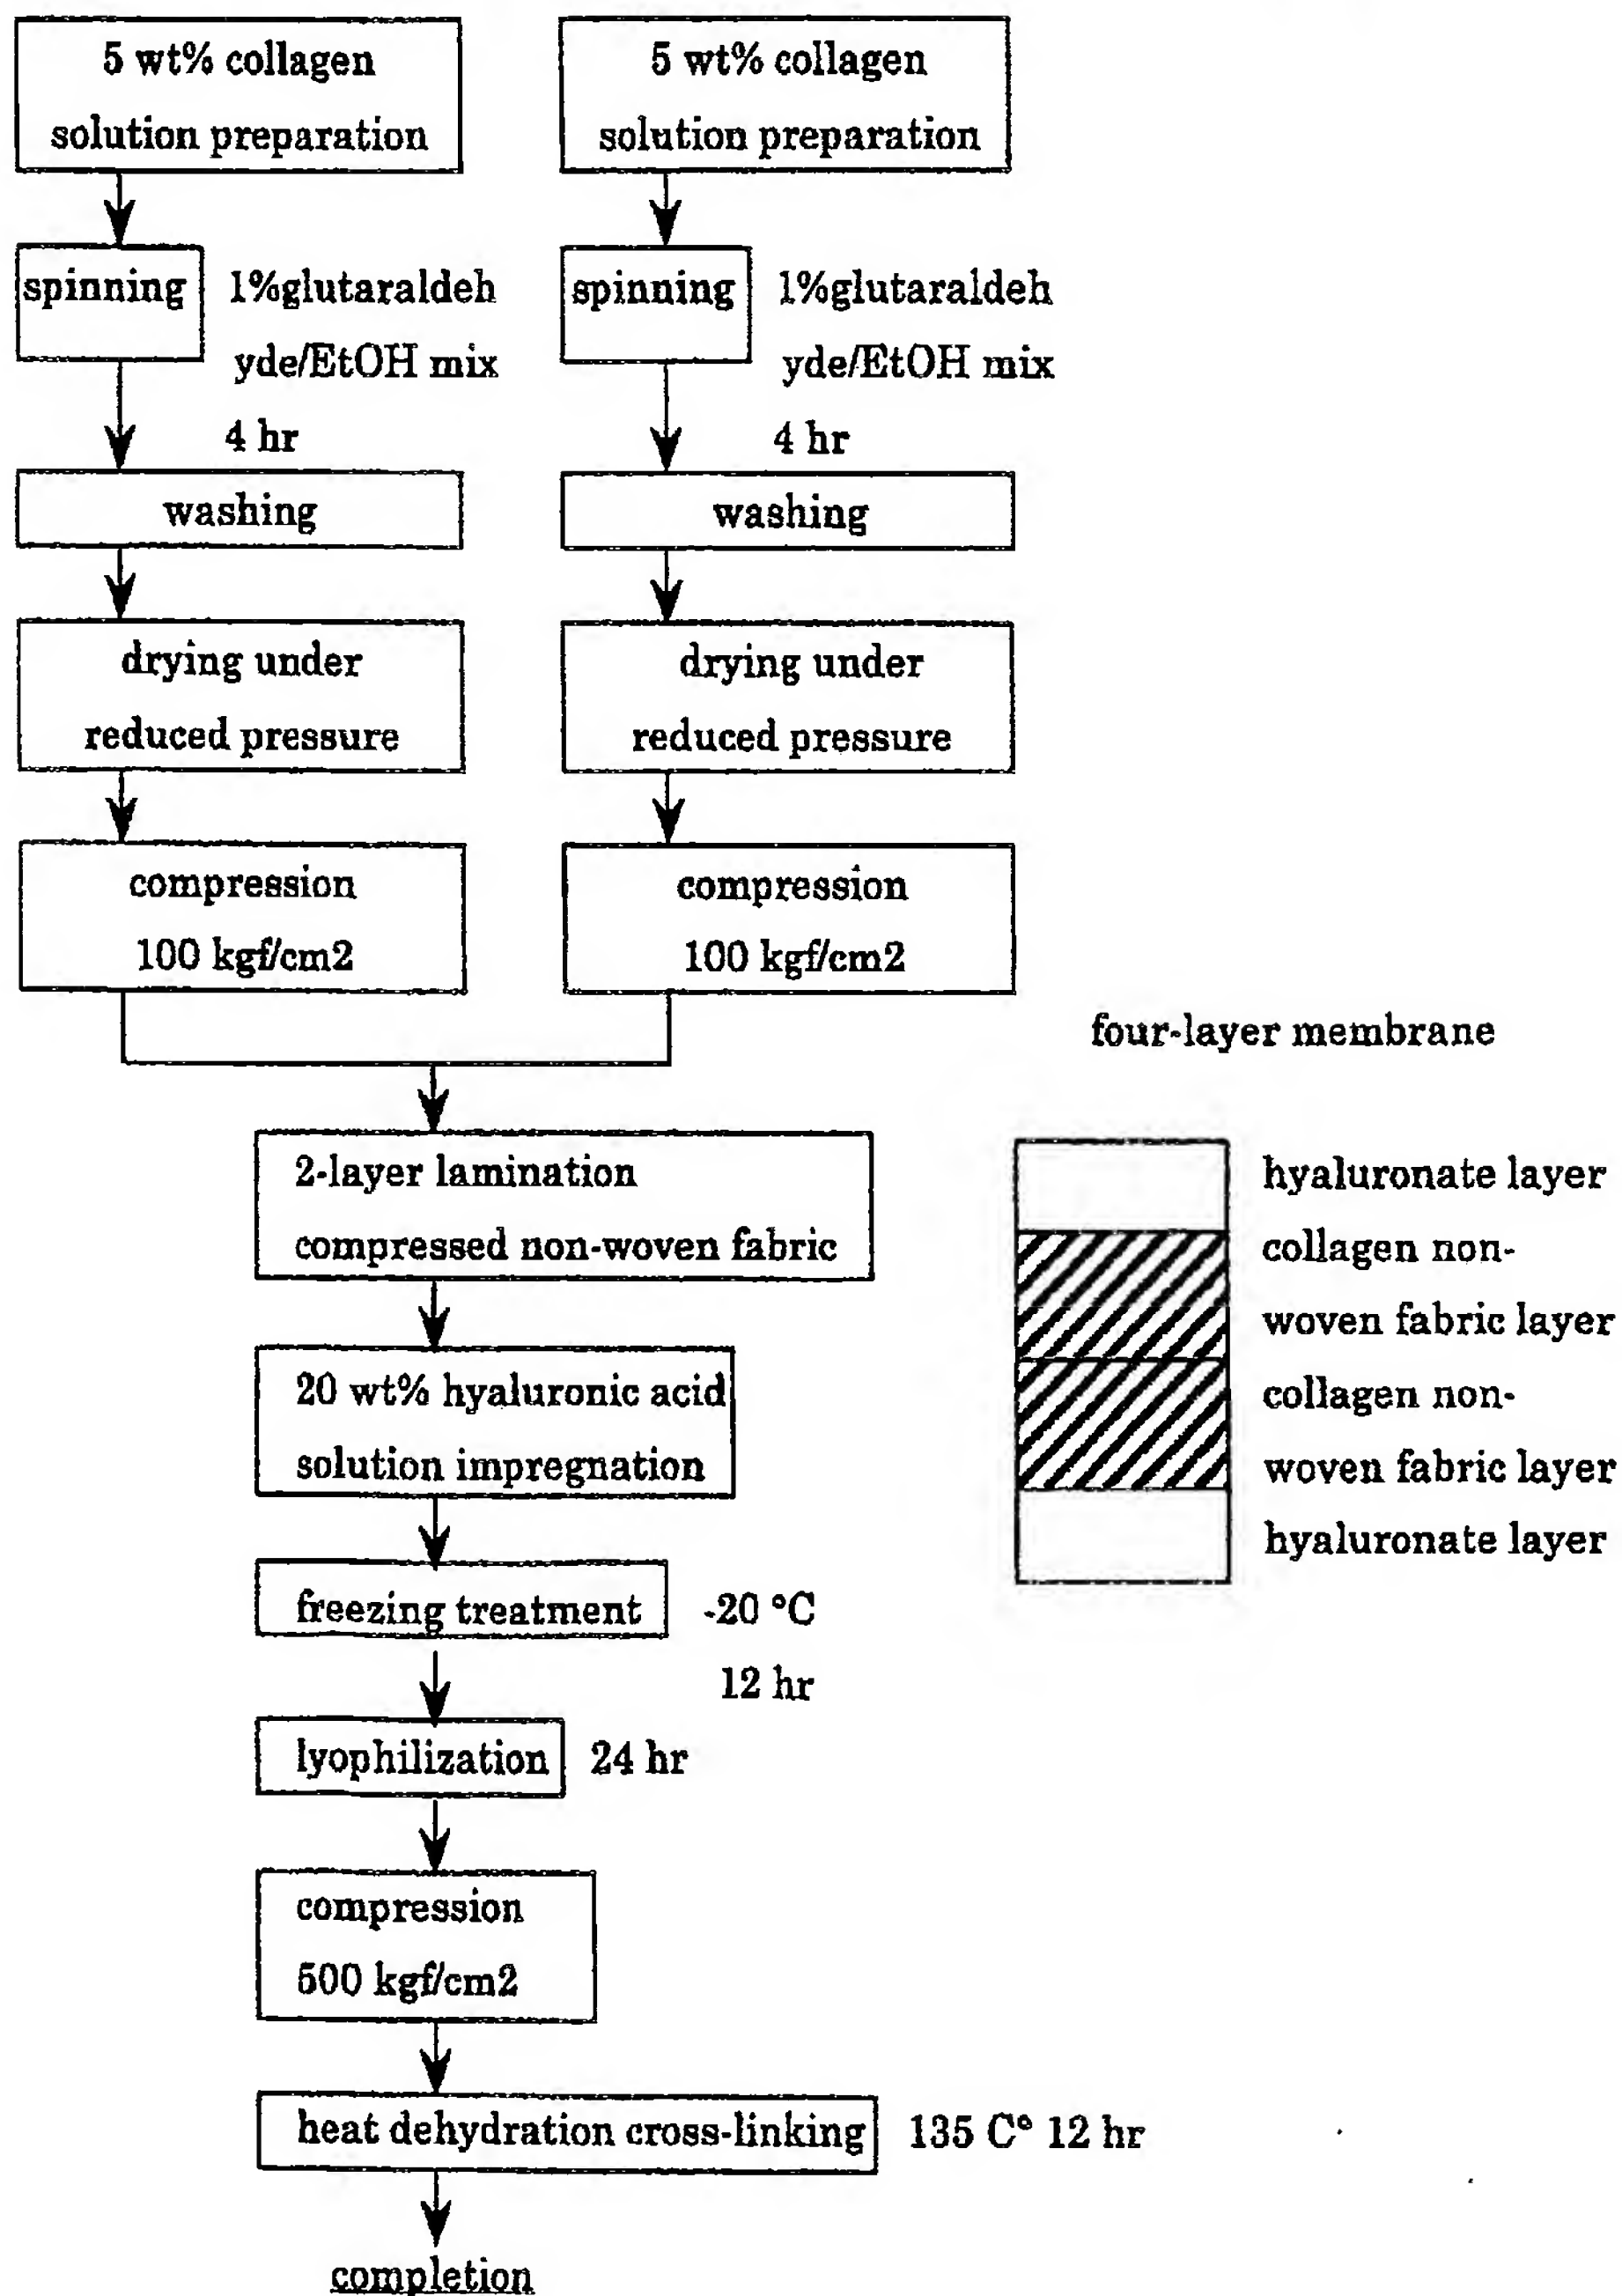 5 wt% collagen
solution preparation
5 wt% collagen
solution preparation
spinning
1%glutaraldeh
yde/EtOH mix
4 hr
spinning
1%glutaraldeh
yde/EtOH mix
4 hr
washing
washing
drying under
reduced pressure
drying under
reduced pressure
compression
100 kgf/cm2
compression
100 kgf/cm2
four-layer membrane
2-layer lamination
compressed non-woven fabric
hyaluronate layer
collagen non-
woven fabric layer
collagen non-
woven fabric layer
hyaluronate layer
20 wt% hyaluronic acid
solution impregnation
freezing treatment
-20 °C
12 hr
lyophilization
24 hr
compression
500 kgf/cm2
heat dehydration cross-linking
135 C° 12 hr
completion